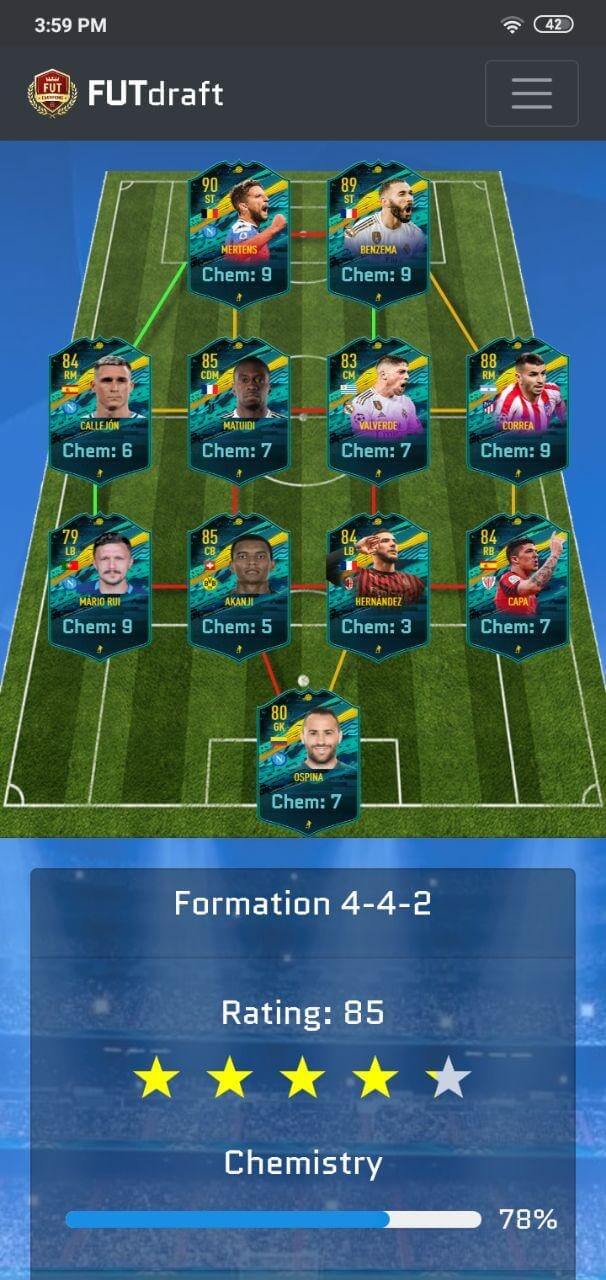 3:59 PM
42
FUT
FUTdraft
90
ST
MERTENS
Chem: 9
89
ST
BENZEMA
Chem: 9
84
RM
CALLEJÓN
Chem: 6
85
CDM
MATUIDI
Chem: 7
83
CM
VALVERDE
Chem: 7
88
RM
CORREA
Chem: 9
79
LB
MÁRIO RUI
Chem: 9
85
CB
AKANJI
Chem: 5
84
LB
HERNÁNDEZ
Chem: 3
84
RB
CAPA
Chem: 7
80
GK
OSPINA
Chem: 7
Formation 4-4-2
Rating: 85
Chemistry
78%